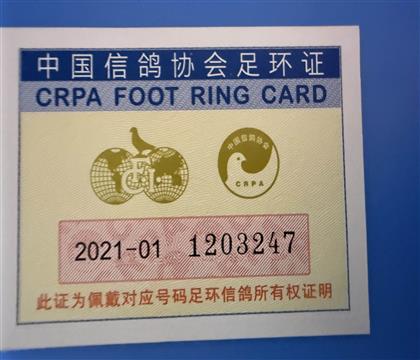 中国信鸽协会足环证
CRPA FOOT RING CARD
中国信鸽协会
CRPA
2021-01 1203247
此证为佩戴对应号码足环信鸽所有权证明